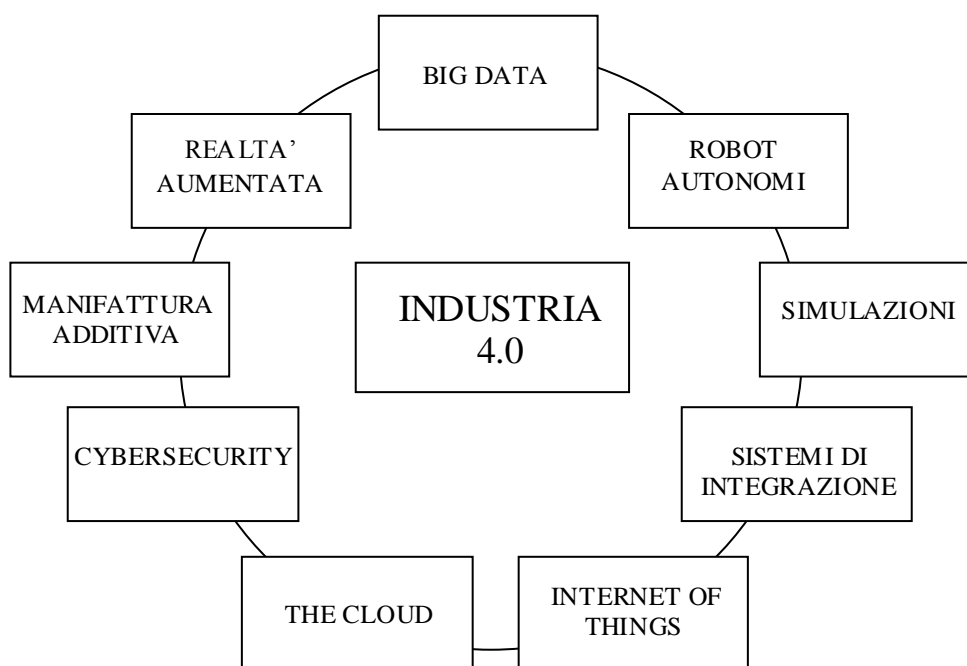 BIG DATA
REALTA’
AUMENTATA
ROBOT
AUTONOMI
MANIFATTURA
ADDITIVA
INDUSTRIA
4.0
SIMULAZIONI
CYBERSECURITY
SISTEMI DI
INTEGRAZIONE
THE CLOUD
INTERNET OF
THINGS